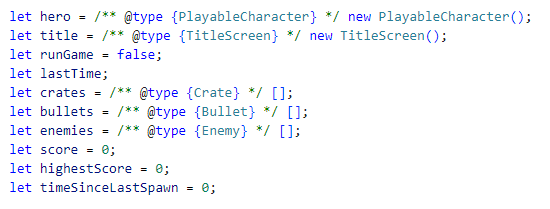 let hero = /** @type {PlayableCharacter} */ new PlayableCharacter();
let title = /** @type {TitleScreen} */ new TitleScreen();
let runGame = false;
let lastTime;
let crates = /** @type {Crate} */ [];
let bullets = /** @type {Bullet} */ [];
let enemies = /** @type {Enemy} */ [];
let score = 0;
let highestScore = 0;
let timeSinceLastSpawn = 0;